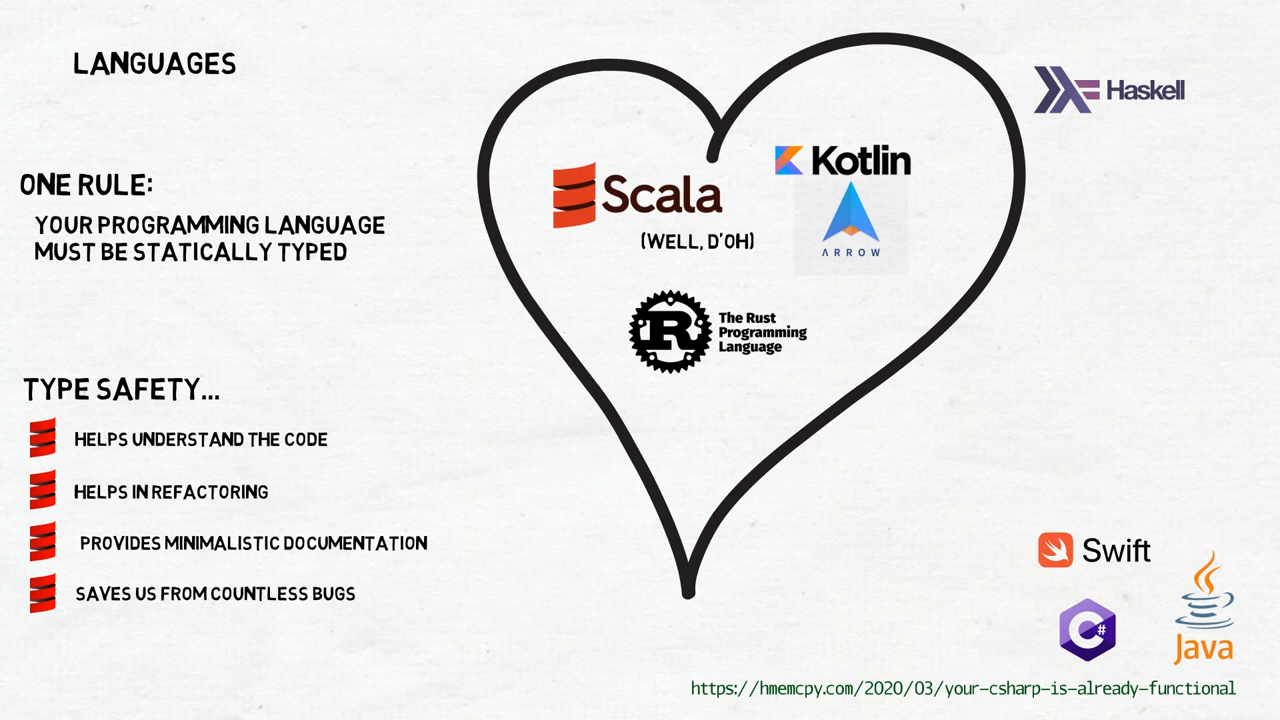 LANGUAGES
ONE RULE:
YOUR PROGRAMMING LANGUAGE
MUST BE STATICALLY TYPED
TYPE SAFETY...
HELPS UNDERSTAND THE CODE
HELPS IN REFACTORING
PROVIDES MINIMALISTIC DOCUMENTATION
SAVES US FROM COUNTLESS BUGS
Scala
(WELL, D'OH)
Kotlin
ARROW
R
The Rust
Programming
Language
Haskell
Swift
C#
Java
https://hmemcpy.com/2020/03/your-csharp-is-already-functional